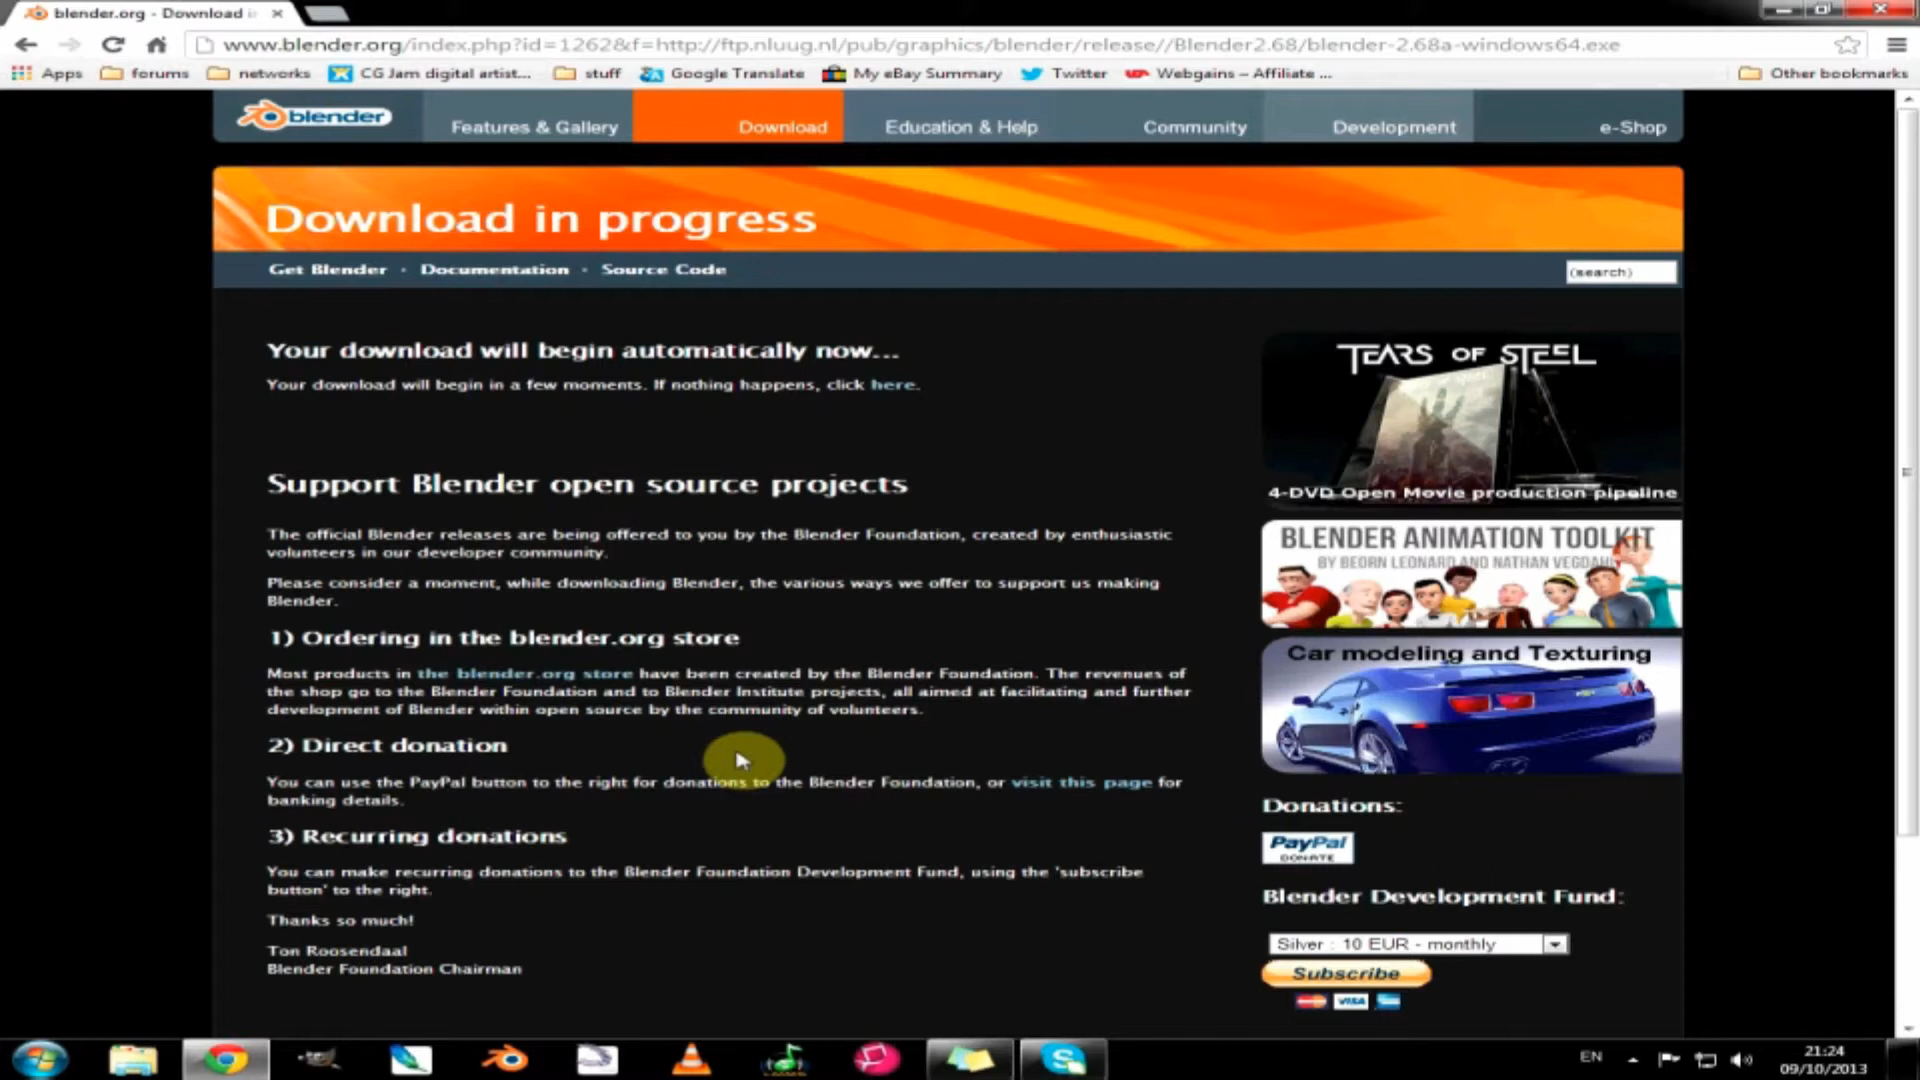 blender.org - Download i
www.blender.org/index.php?id=1262&f=http://ftp.nluug.nl/pub/graphics/blender/release//Blender2.68/blender-2.68a-windows64.exe
Apps forums networks CG Jam digital artist... stuff Google Translate My eBay Summary Twitter Webgains – Affiliate ... Other bookmarks
blender Features & Gallery Download Education & Help Community Development e-Shop
Download in progress
Get Blender · Documentation · Source Code (search)
Your download will begin automatically now...
Your download will begin in a few moments. If nothing happens, click here.
Support Blender open source projects
The official Blender releases are being offered to you by the Blender Foundation, created by enthusiastic
volunteers in our developer community.
Please consider a moment, while downloading Blender, the various ways we offer to support us making
Blender.
1) Ordering in the blender.org store
Most products in the blender.org store have been created by the Blender Foundation. The revenues of
the shop go to the Blender Foundation and to Blender Institute projects, all aimed at facilitating and further
development of Blender within open source by the community of volunteers.
2) Direct donation
You can use the PayPal button to the right for donations to the Blender Foundation, or visit this page for
banking details.
3) Recurring donations
You can make recurring donations to the Blender Foundation Development Fund, using the 'subscribe
button' to the right.
Thanks so much!
Ton Roosendaal
Blender Foundation Chairman
TEARS OF STEEL
4-DVD Open Movie production pipeline
BLENDER ANIMATION TOOLKIT
BY BEORN LEONARD AND NATHAN VEGDAHL
Car modeling and Texturing
Donations:
PayPal
DONATE
Blender Development Fund:
Silver : 10 EUR - monthly
Subscribe
VISA
EN
21:24
09/10/2013